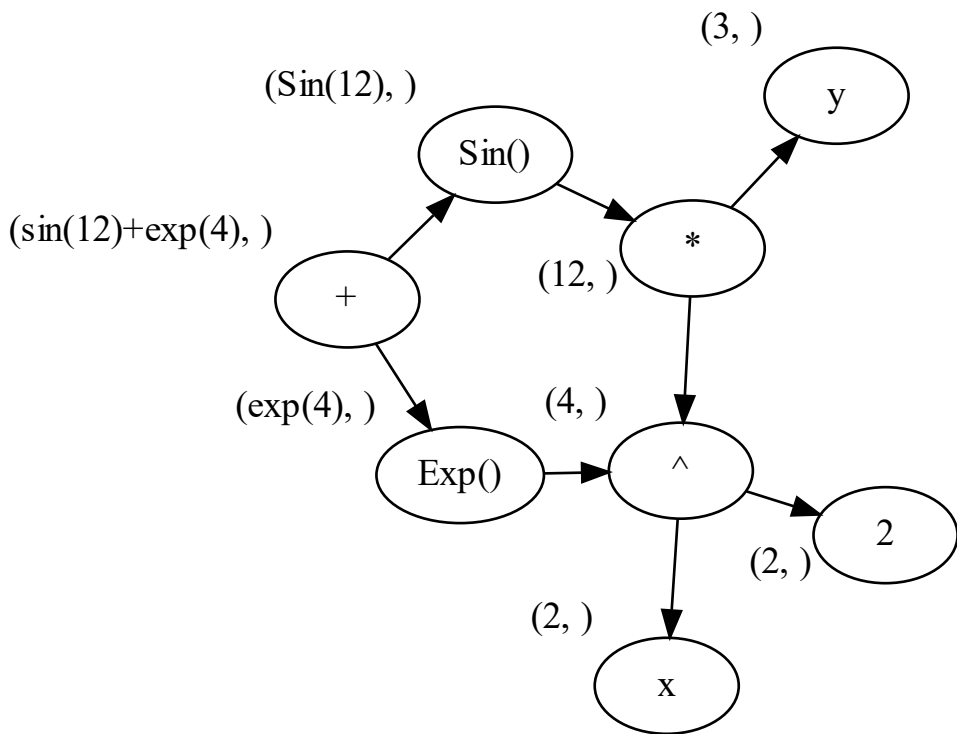 (3, )
y
(Sin(12), )
Sin()
(sin(12)+exp(4), )
*
(12, )
+
(exp(4), )
(4, )
Exp()
^
2
(2, )
(2, )
x